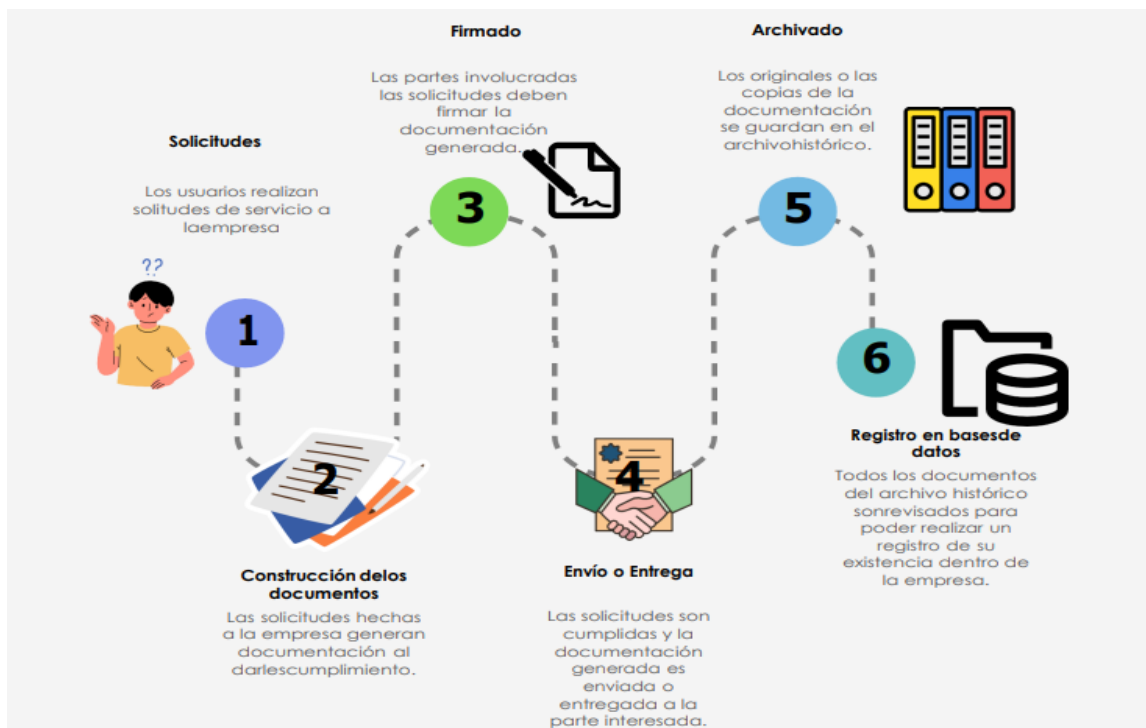 Solicitudes
Los usuarios realizan
solitudes de servicio a
laempresa
??
1
2
Construcción delos
documentos
Las solicitudes hechas
a la empresa generan
documentación al
darlescumplimiento.
Firmado
Las partes involucradas
las solicitudes deben
firmar la
documentación
generada.
3
4
Envío o Entrega
Las solicitudes son
cumplidas y la
documentación
generada es
enviada o
entregada a la
parte interesada.
Archivado
Los originales o las
copias de la
documentación
se guardan en el
archivohistórico.
5
6
Registro en basesde
datos
Todos los documentos
del archivo histórico
sonrevisados para
poder realizar un
registro de su
existencia dentro de
la empresa.